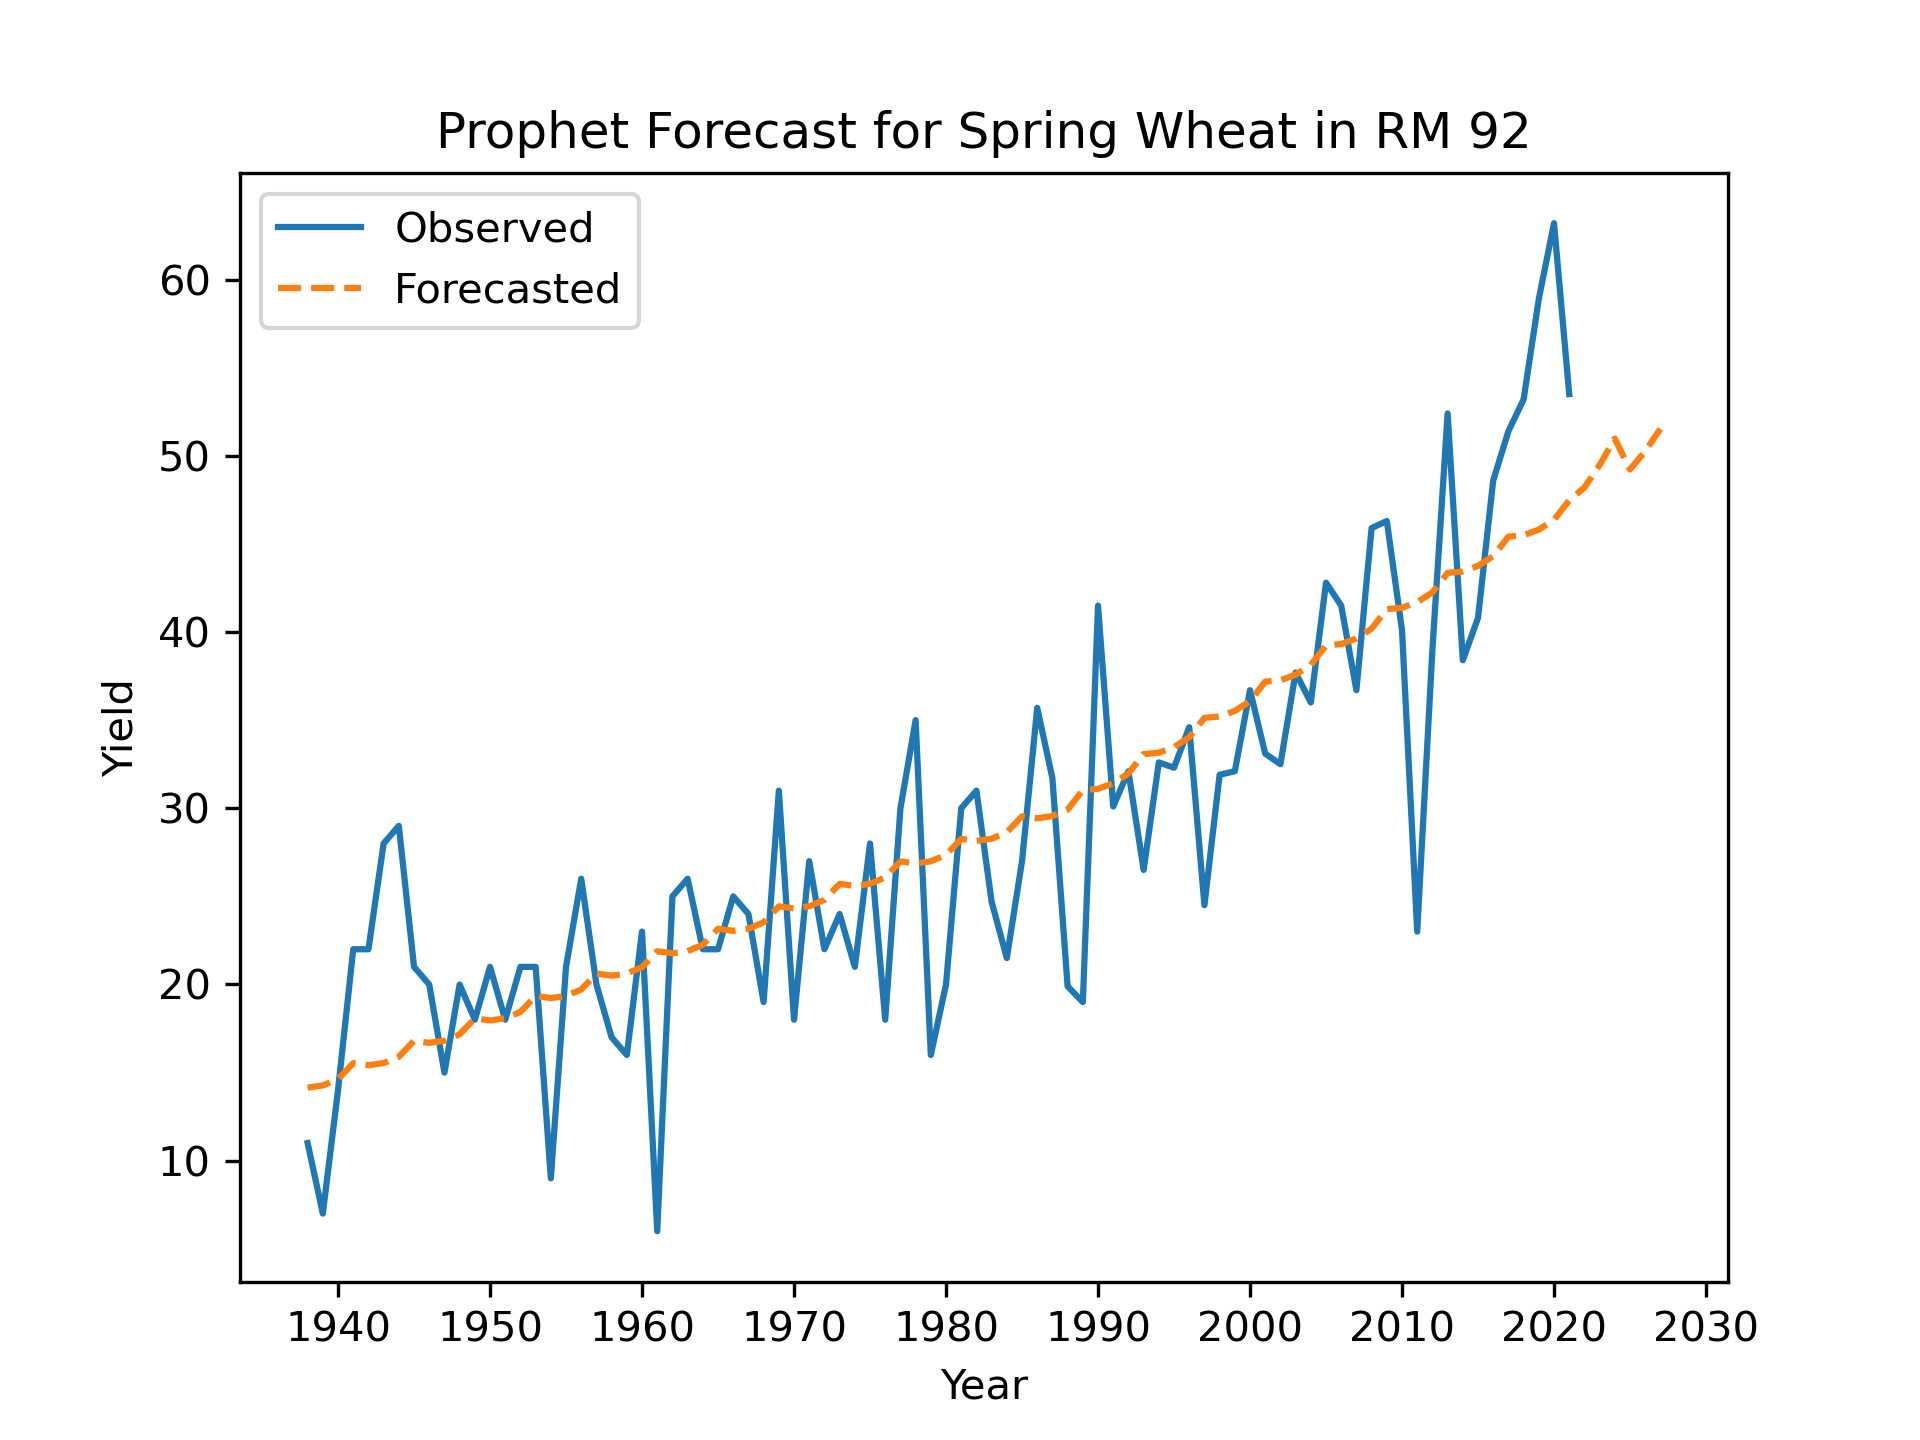 Prophet Forecast for Spring Wheat in RM 92
Observed
Forecasted
60
50
40
30
20
10
Yield
1940 1950 1960 1970 1980 1990 2000 2010 2020 2030
Year